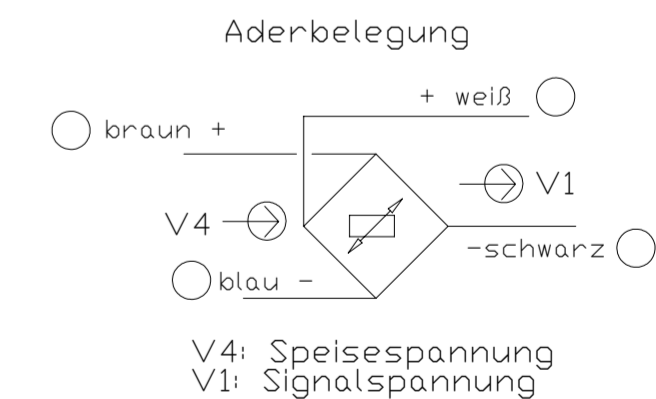 Aderbelegung
+ weiß
braun +
V1
V4
-schwarz
blau -
V4: Speisespannung
V1: Signalspannung